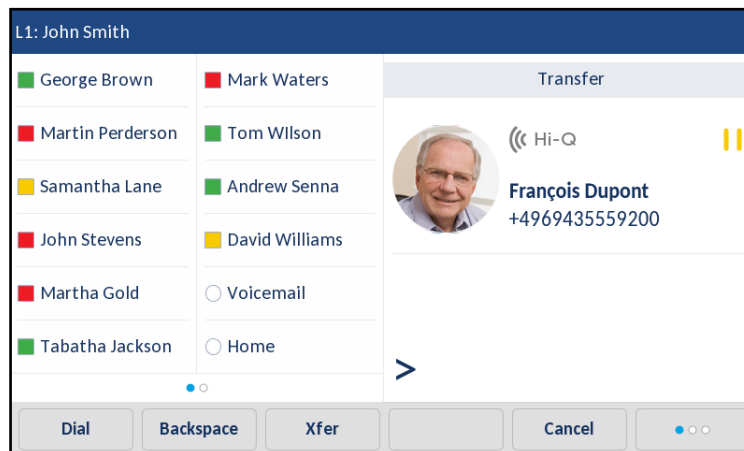 L1: John Smith
George Brown
Mark Waters
Martin Perderson
Tom WIlson
Samantha Lane
Andrew Senna
John Stevens
David Williams
Martha Gold
Voicemail
Tabatha Jackson
Home
Transfer
Hi-Q
François Dupont
+4969435559200
>
Dial
Backspace
Xfer
Cancel